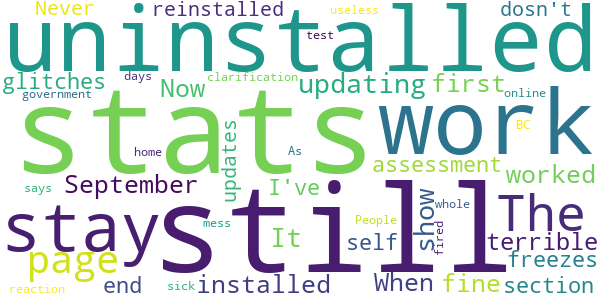 Never reinstalled useless dosn't
uninstalled
test
glitches days clarification updating first
government Now online
stats work
BC
home As assessment
updates worked
says September I've
stay still show whole The
mess People fired
page It self terrible
freezes
end installed When fine section
reaction sick